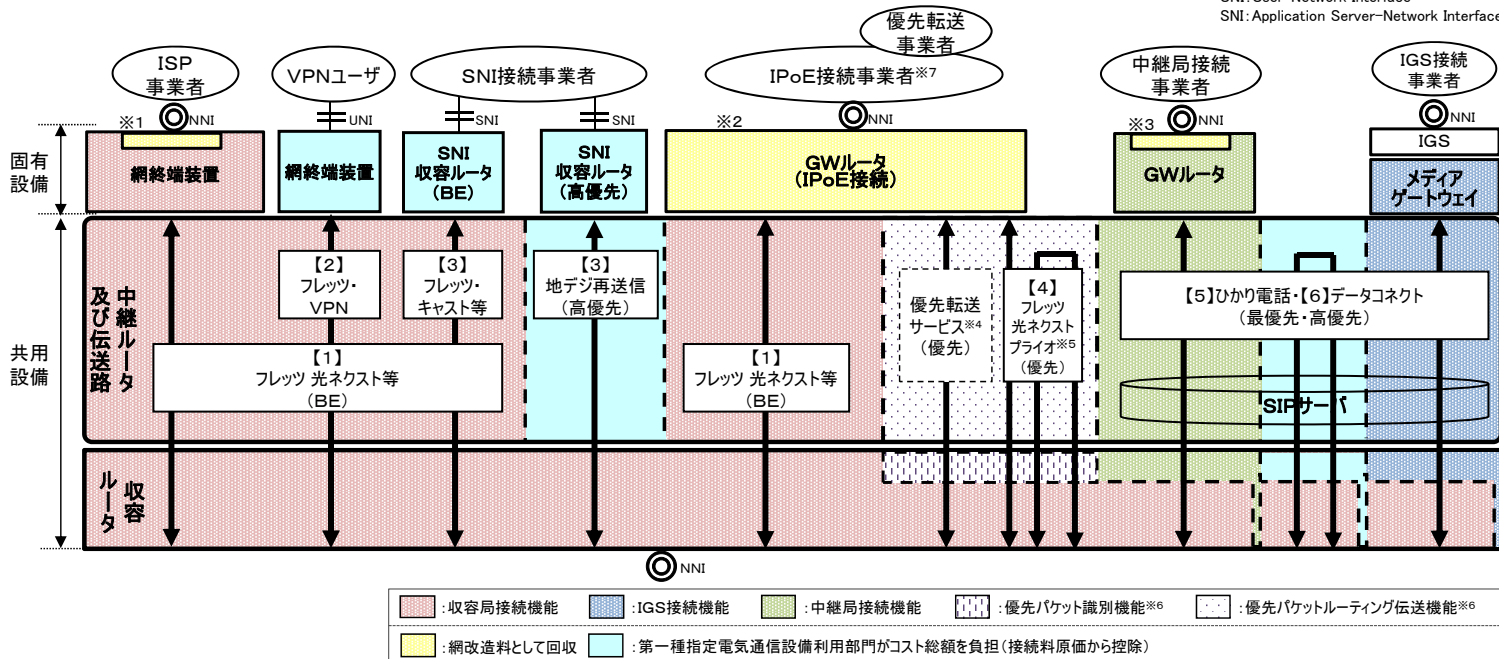 SNI:User-Network Interface
SNI:Application Server-Network Interface
ISP
事業者
VPNユーザ
SNI接続事業者
優先転送
事業者
IPoE接続事業者※7
中継局接続
事業者
IGS接続
事業者
※1
NNI
UNI
SNI
SNI
※2
NNI
※3
NNI
NNI
固有
設備
網終端装置
網終端装置
SNI
収容ルータ
(BE)
SNI
収容ルータ
(高優先)
GWルータ
(IPoE接続)
GWルータ
IGS
メディア
ゲートウェイ
共用
設備
中継ルータ
及び伝送路
【2】
フレッツ・
VPN
【3】
フレッツ・
キャスト等
【3】
地デジ再送信
(高優先)
【1】
フレッツ 光ネクスト等
(BE)
【1】
フレッツ 光ネクスト等
(BE)
優先転送
サービス※4
(優先)
【4】
フレッツ
光ネクスト
プライオ※5
(優先)
【5】ひかり電話・【6】データコネクト
(最優先・高優先)
SIPサーバ
収容
ルータ
NNI
:収容局接続機能
:IGS接続機能
:中継局接続機能
:優先パケット識別機能※6
:優先パケットルーティング伝送機能※6
:網改造料として回収
:第一種指定電気通信設備利用部門がコスト総額を負担(接続料原価から控除)